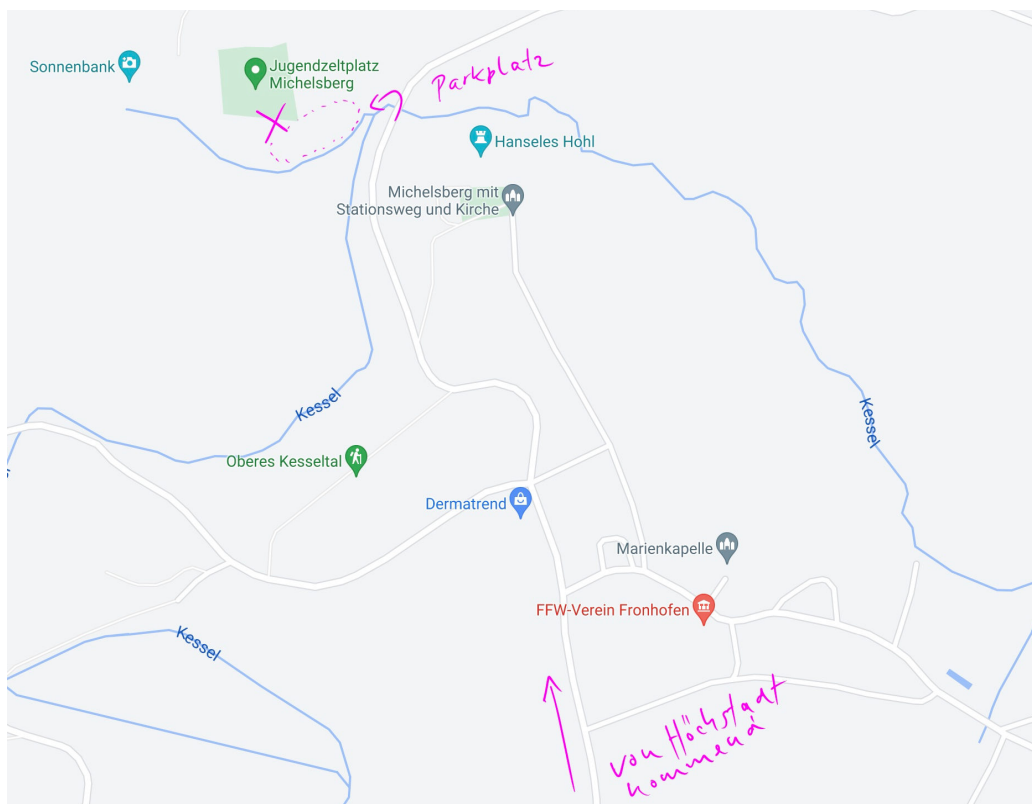 Sonnenbank
Jugendzeltplatz
Michelsberg
Parkplatz
Hanseles Hohl
Michelsberg mit
Stationsweg und Kirche
Kessel
Kessel
Oberes Kesseltal
Dermatrend
Marienkapelle
FFW-Verein Fronhofen
Kessel
von Höchstadt
kommend